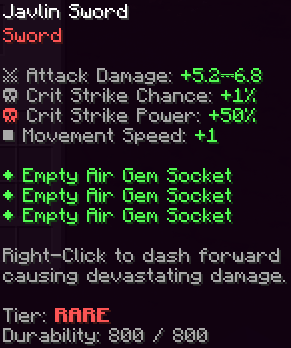 Javlin Sword
Sword
Attack Damage: +5.2—6.8
Crit Strike Chance: +1%
Crit Strike Power: +50%
Movement Speed: +1
Empty Air Gem Socket
Empty Air Gem Socket
Empty Air Gem Socket
Right-Click to dash forward
causing devastating damage.
Tier: RARE
Durability: 800 / 800